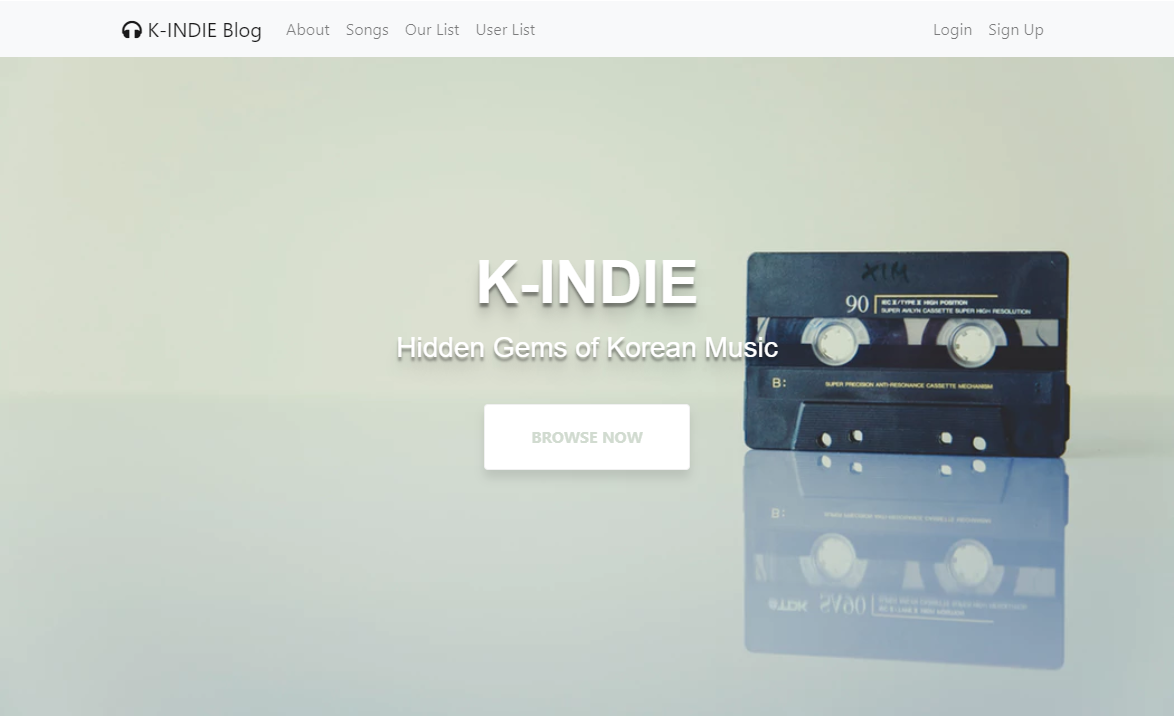 K-INDIE Blog
About
Songs
Our List
User List
Login
Sign Up
K-INDIE
Hidden Gems of Korean Music
BROWSE NOW
90
IEC II/TYPE II HIGH POSITION
SUPER AVILYN CASSETTE SUPER HIGH RESOLUTION
B:
SUPER PRECISION ANTI-RESONANCE CASSETTE MECHANISM
B:
TDK SA90